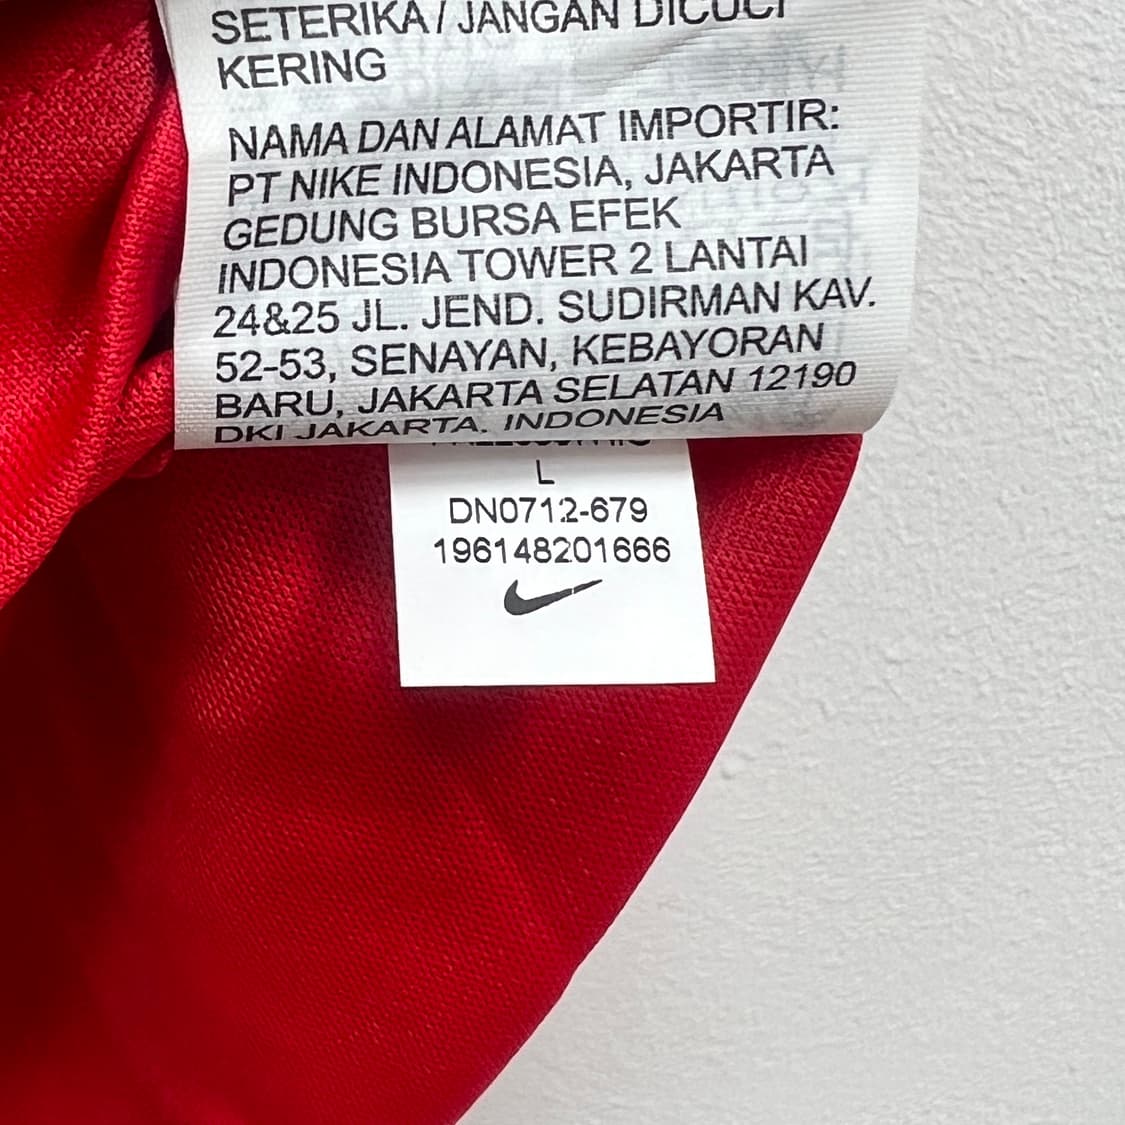 SETERIKA / JANGAN DICUCI
KERING
NAMA DAN ALAMAT IMPORTIR:
PT NIKE INDONESIA, JAKARTA
GEDUNG BURSA EFEK
INDONESIA TOWER 2 LANTAI
24&25 JL. JEND. SUDIRMAN KAV.
52-53, SENAYAN, KEBAYORAN
BARU, JAKARTA SELATAN 12190
DKI JAKARTA. INDONESIA
L
DN0712-679
196148201666